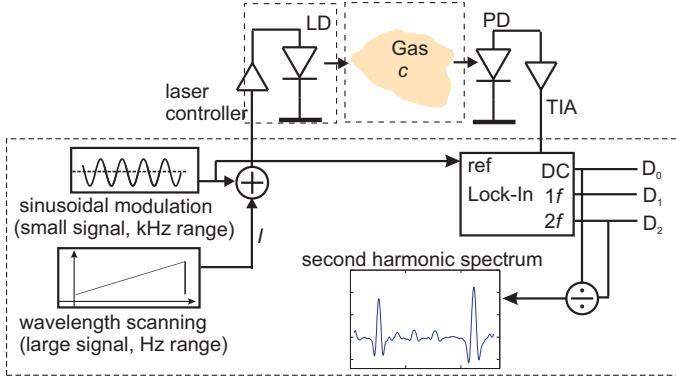 LD
PD
Gas
c
laser
controller
TIA
ref
DC
Lock-In
1f
2f
D0
D1
D2
sinusoidal modulation
(small signal, kHz range)
I
second harmonic spectrum
wavelength scanning
(large signal, Hz range)